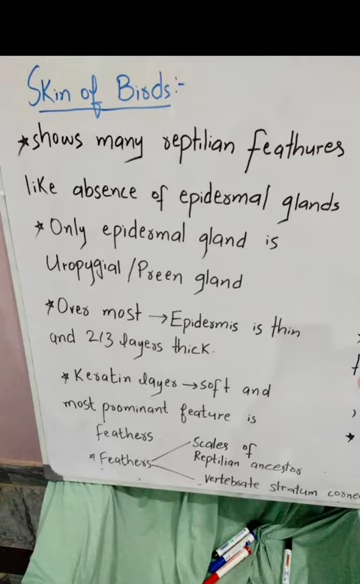 Skin of Birds:-
*shows many reptilian feathures
like absence of epidermal glands
* Only epidermal gland is
Uropygial/Preen gland
*Over most →Epidermis is thin
and 2/3 layers thick.
*Keratin layer →soft and
most prominant feature is
feathers.
*Feathers
Scales of
Reptilian ancestor
vertebrate stratum corne